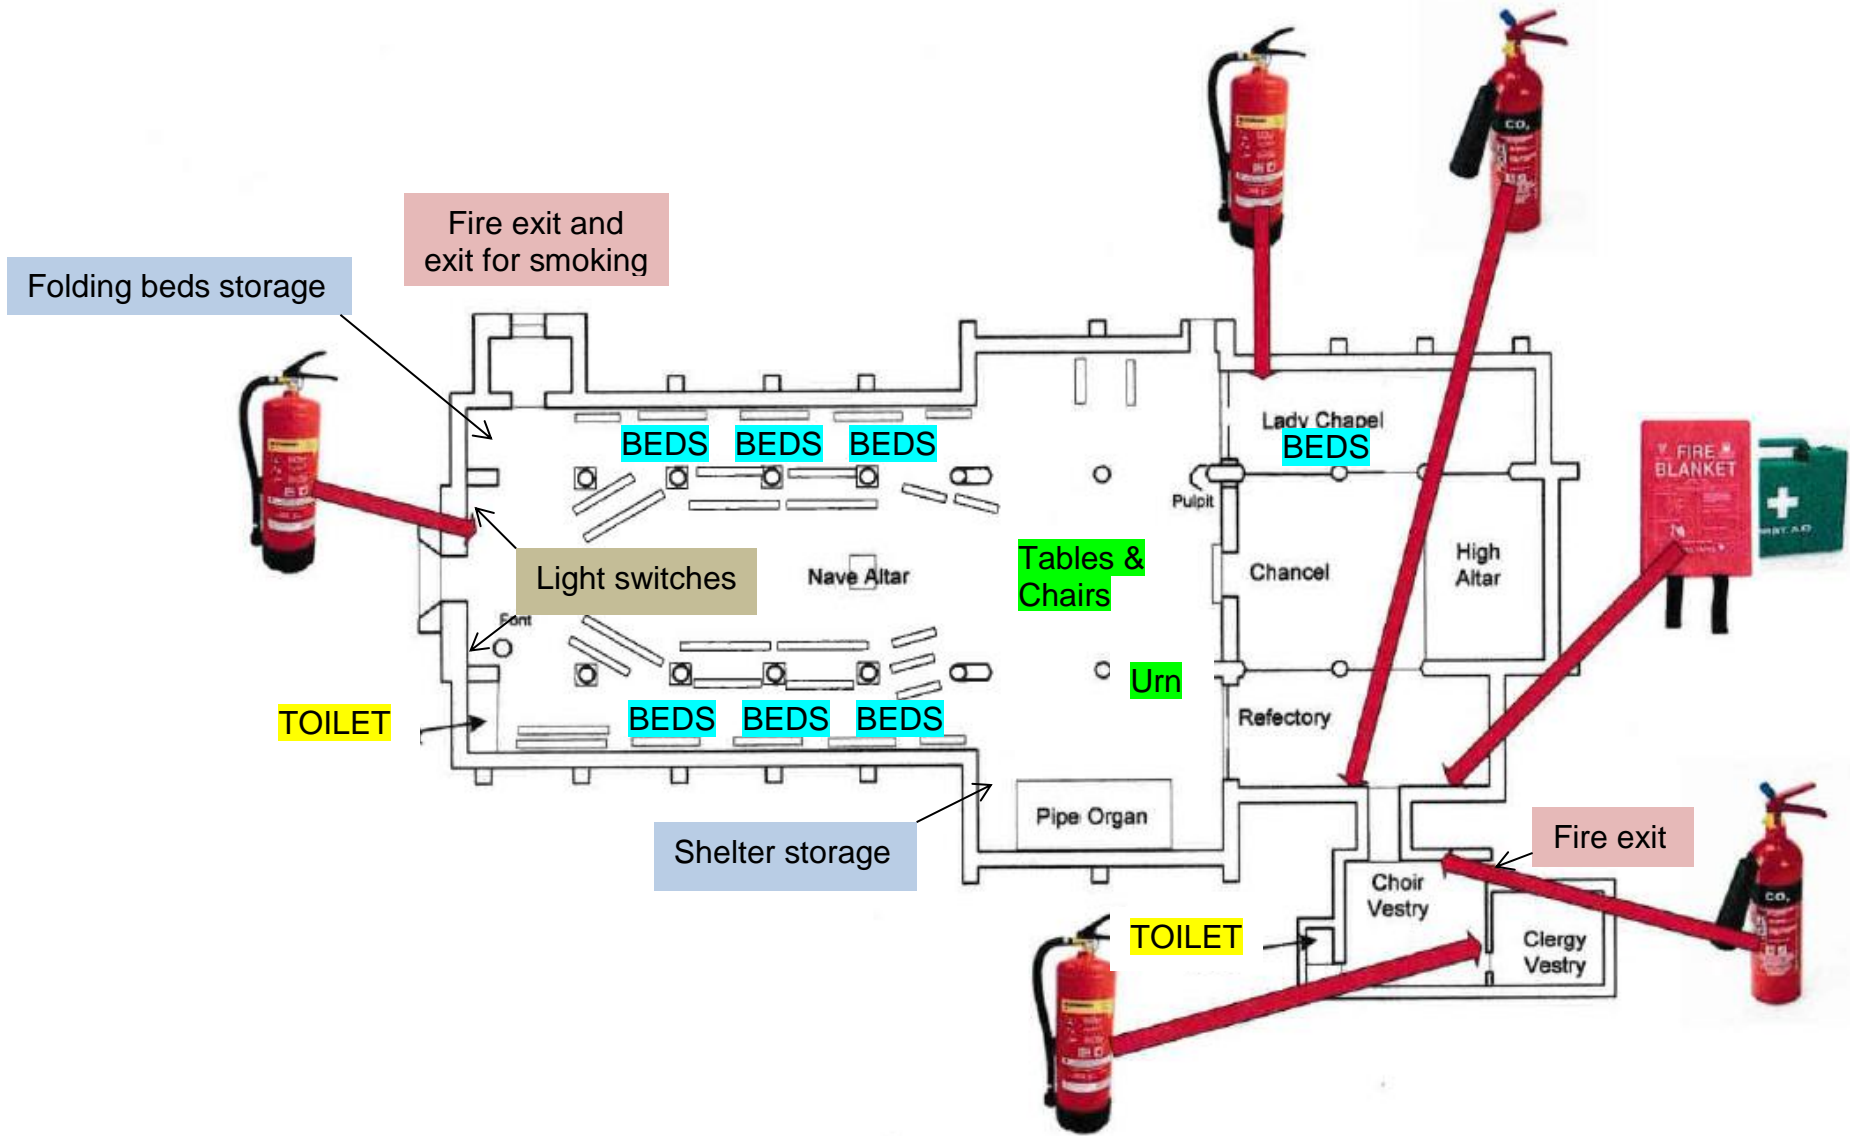 Fire exit and
exit for smoking
Folding beds storage
CO₂
BEDS BEDS BEDS
Lady Chapel
BEDS
Pulpit
FIRE
BLANKET
Light switches
Nave Altar
Tables &
Chairs
Chancel
High
Altar
Font
Urn
TOILET
BEDS BEDS BEDS
Refectory
Shelter storage
Pipe Organ
Fire exit
Choir
Vestry
CO₂
TOILET
Clergy
Vestry